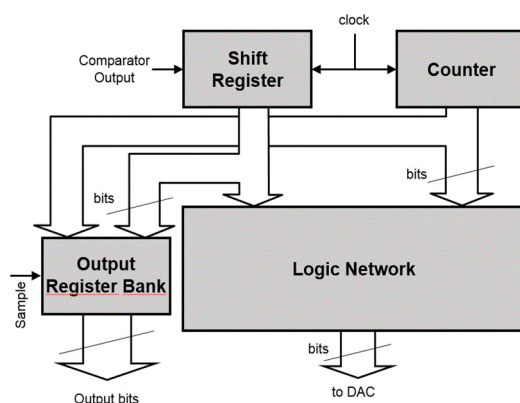 clock
Comparator
Output
Shift
Register
Counter
bits
bits
Output
Register Bank
Logic Network
Sample
bits
Output bits
to DAC